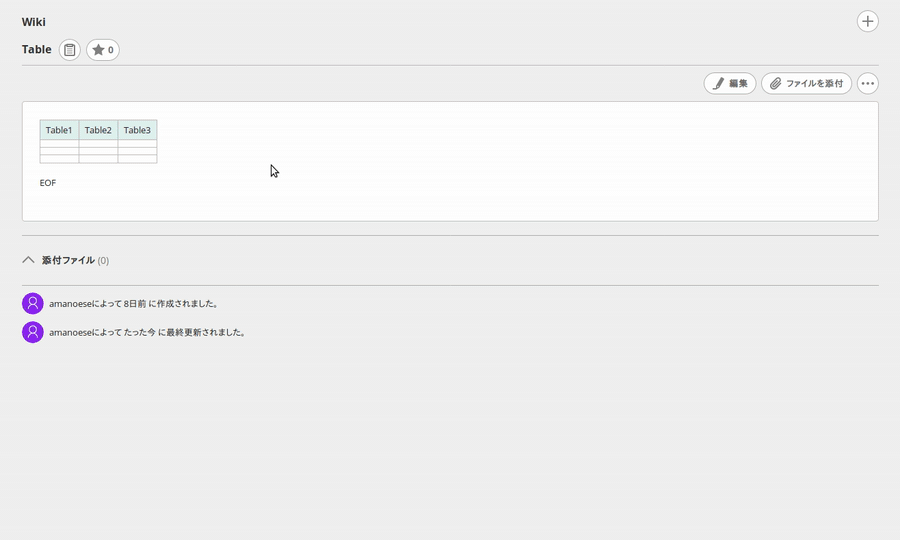 Wiki
Table 0
編集 ファイルを添付
Table1 Table2 Table3
EOF
添付ファイル (0)
amanoeseによって 8日前 に作成されました。
amanoeseによって たった今 に最終更新されました。